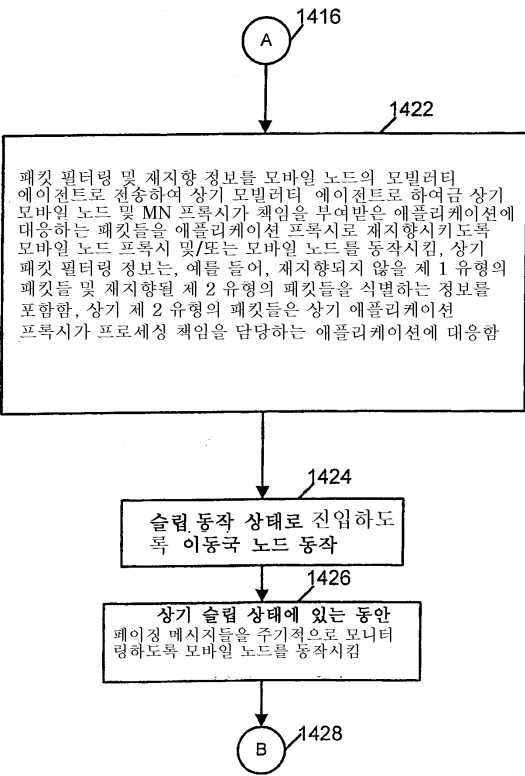 A
1416
1422
패킷 필터링 및 재지향 정보를 모바일 노드의 모빌러티
에이전트로 전송하여 상기 모빌러티 에이전트로 하여금 상기
모바일 노드 및 MN 프록시가 책임을 부여받은 애플리케이션에
대응하는 패킷들을 애플리케이션 프록시로 재지향시키도록
모바일 노드 프록시 및/또는 모바일 노드를 동작시킴, 상기
패킷 필터링 정보는, 예를 들어, 재지향되지 않을 제 1 유형의
패킷들 및 재지향될 제 2 유형의 패킷들을 식별하는 정보를
포함함, 상기 제 2 유형의 패킷들은 상기 애플리케이션
프록시가 프로세싱 책임을 담당하는 애플리케이션에 대응함
1424
슬립 동작 상태로 진입하도
록 이동국 노드 동작
1426
상기 슬립 상태에 있는 동안
페이징 메시지들을 주기적으로 모니터
링하도록 모바일 노드를 동작시킴
B
1428